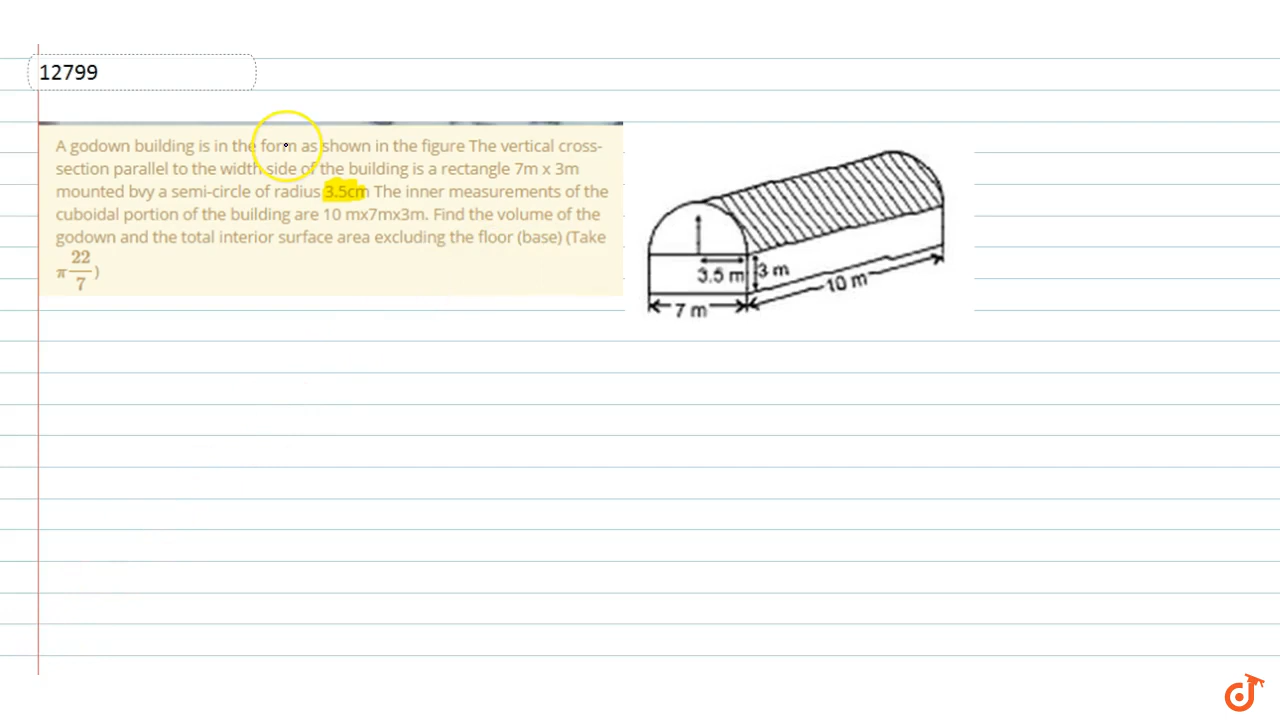 12799
A godown building is in the form as shown in the figure The vertical cross-
section parallel to the width side of the building is a rectangle 7m x 3m
mounted bvy a semi-circle of radius 3.5cm The inner measurements of the
cuboidal portion of the building are 10 mx7mx3m. Find the volume of the
godown and the total interior surface area excluding the floor (base) (Take
π 22/7 )
3.5 m
3 m
10 m
7 m